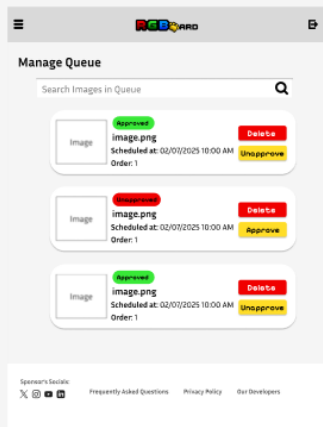 RGBoard
Manage Queue
Search Images in Queue
Approved
Image
image.png
Scheduled at: 02/07/2025 10:00 AM
Order: 1
Delete
Unapprove
Unapproved
Image
image.png
Scheduled at: 02/07/2025 10:00 AM
Order: 1
Delete
Approve
Approved
Image
image.png
Scheduled at: 02/07/2025 10:00 AM
Order: 1
Delete
Unapprove
Sponsor's Socials:
Frequently Asked Questions
Privacy Policy
Our Developers